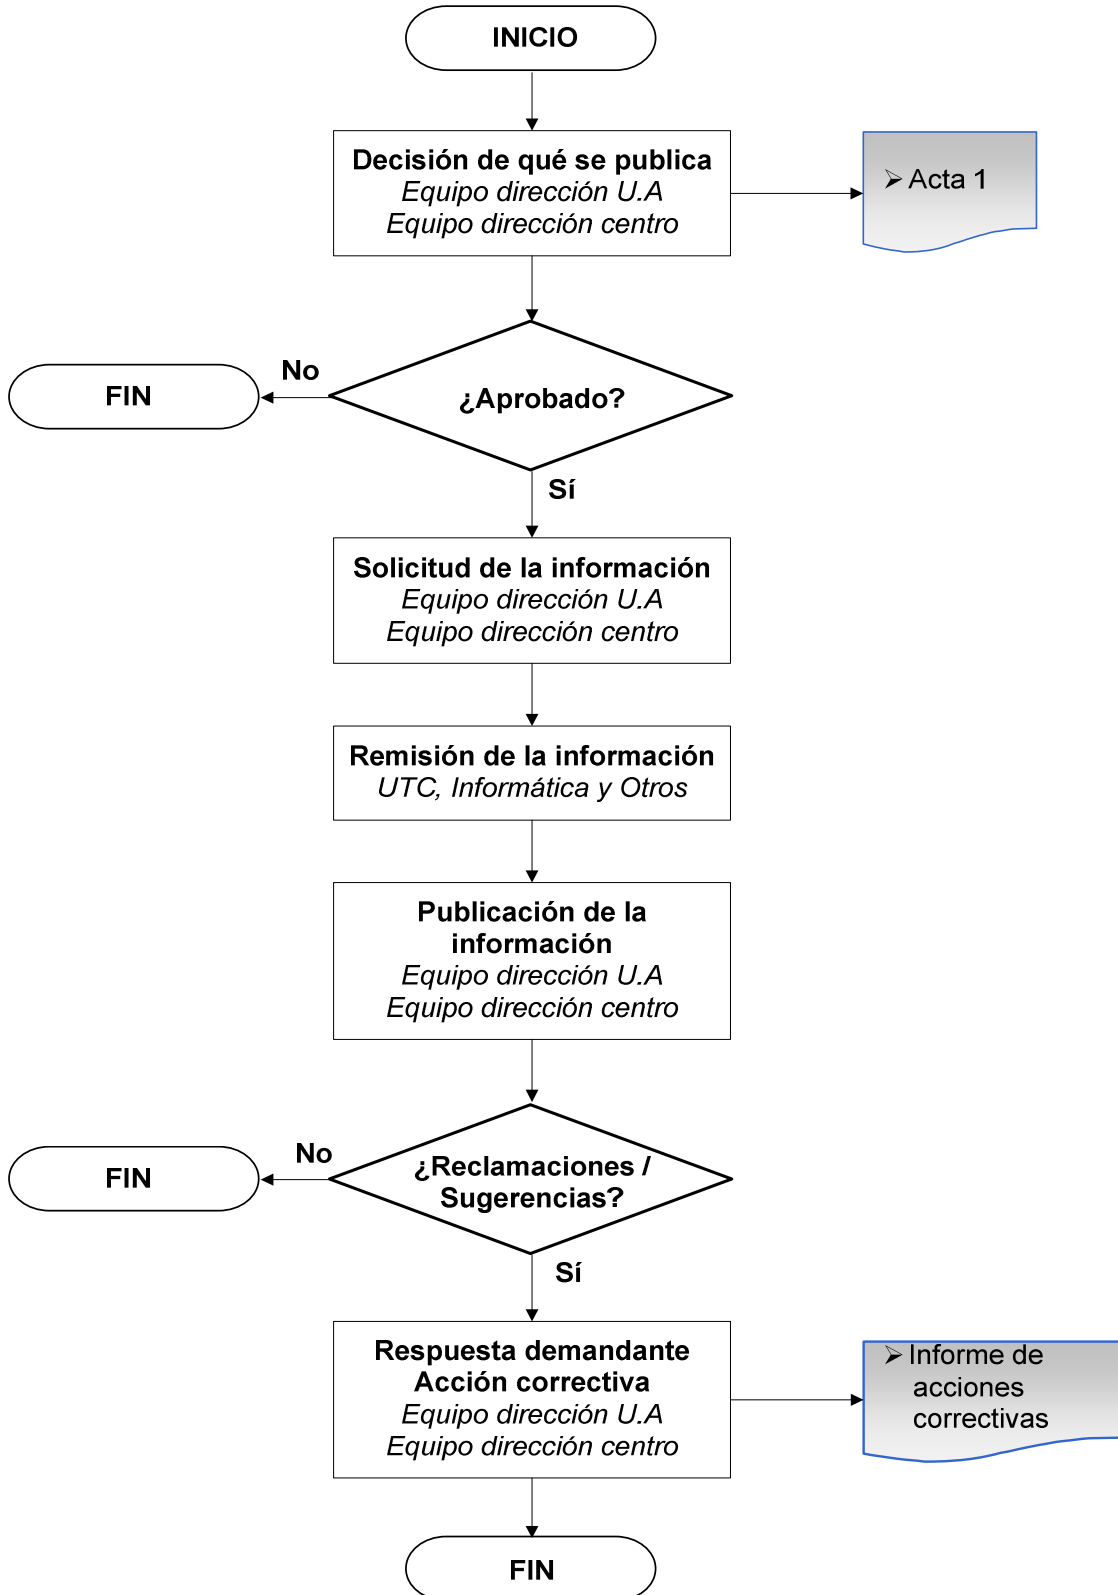 INICIO
Decisión de qué se publica
Equipo dirección U.A
Equipo dirección centro
➢ Acta 1
¿Aprobado?
No
FIN
Sí
Solicitud de la información
Equipo dirección U.A
Equipo dirección centro
Remisión de la información
UTC, Informática y Otros
Publicación de la
información
Equipo dirección U.A
Equipo dirección centro
¿Reclamaciones /
Sugerencias?
No
FIN
Sí
Respuesta demandante
Acción correctiva
Equipo dirección U.A
Equipo dirección centro
➢ Informe de
acciones
correctivas
FIN